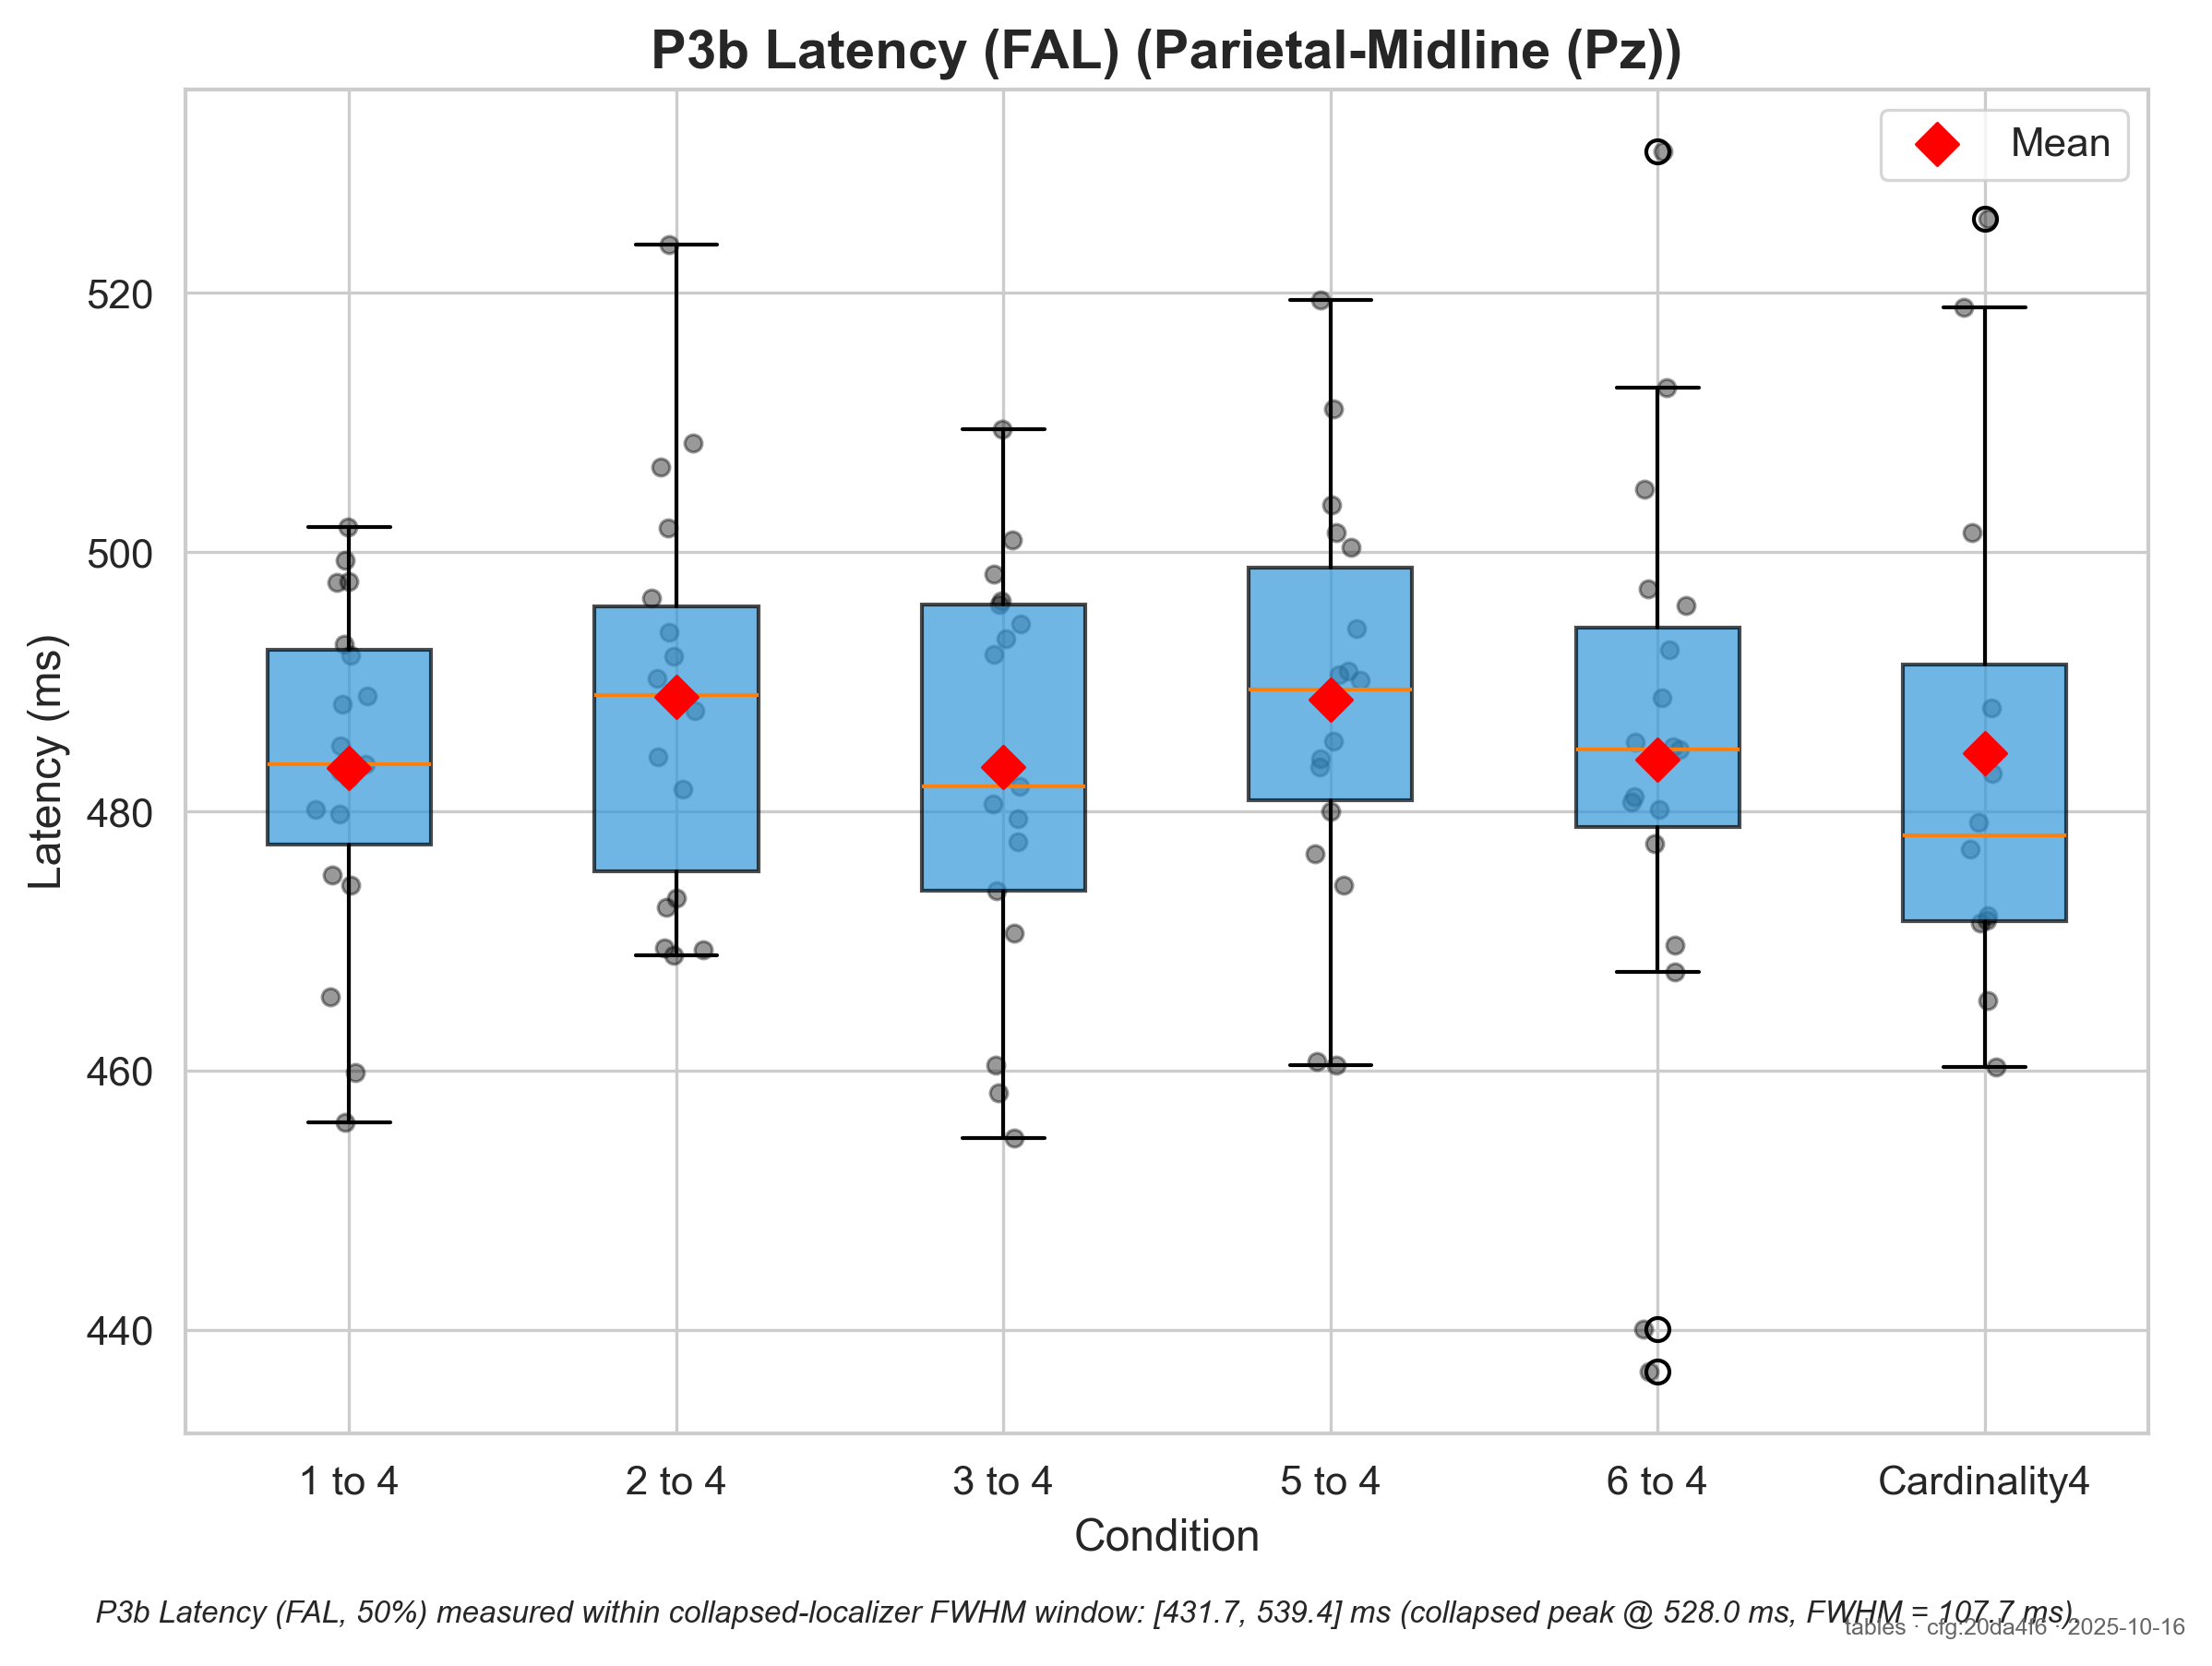 P3b Latency (FAL) (Parietal-Midline (Pz))
Mean
Latency (ms)
520
500
480
460
440
1 to 4
2 to 4
3 to 4
5 to 4
6 to 4
Cardinality4
Condition
P3b Latency (FAL, 50%) measured within collapsed-localizer FWHM window: [431.7, 539.4] ms (collapsed peak @ 528.0 ms, FWHM = 107.7 ms).
tables · cfg:20da4f6 · 2025-10-16